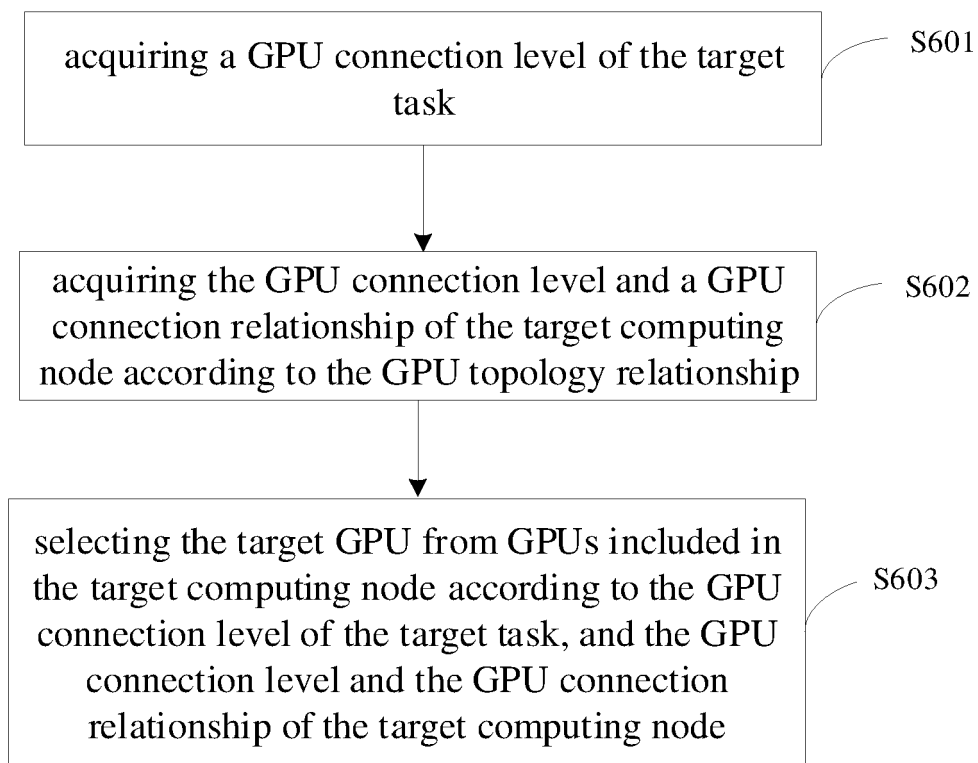 acquiring a GPU connection level of the target
task
S601
acquiring the GPU connection level and a GPU
connection relationship of the target computing
node according to the GPU topology relationship
S602
selecting the target GPU from GPUs included in
the target computing node according to the GPU
connection level of the target task, and the GPU
connection level and the GPU connection
relationship of the target computing node
S603